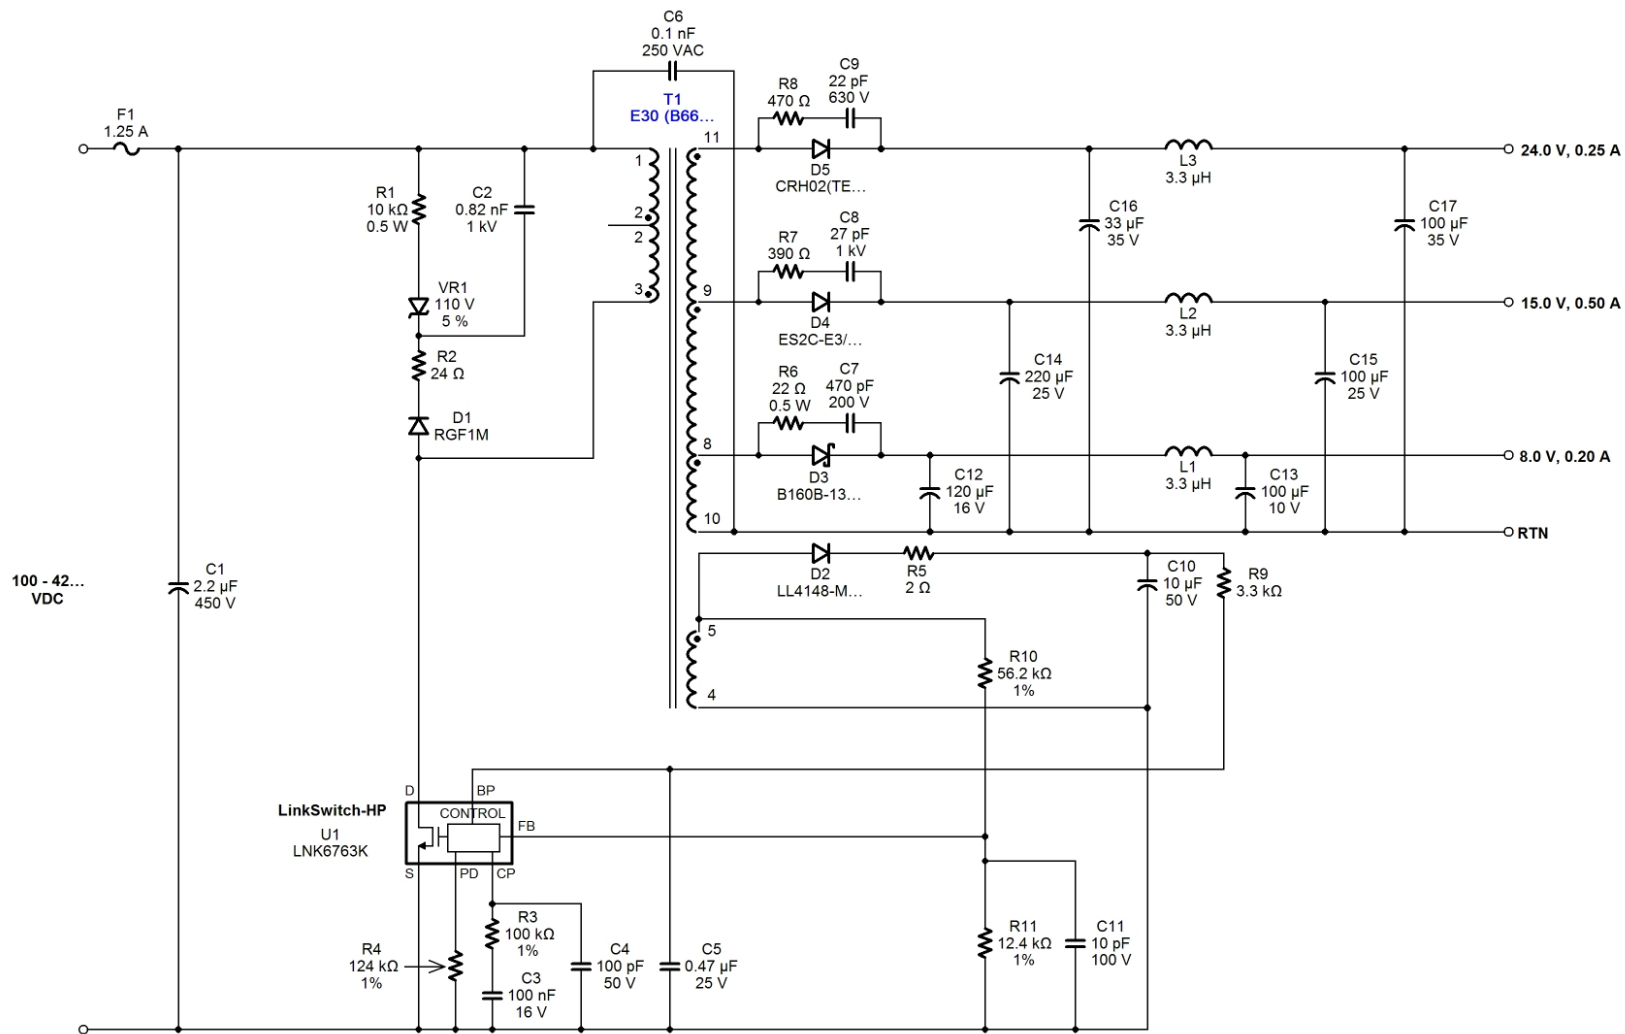 C6
0.1 nF
250 VAC
T1
E30 (B66...
F1
1.25 A
R8
470 Ω
C9
22 pF
630 V
D5
CRH02(TE...
11
1
2
2
3
L3
3.3 µH
24.0 V, 0.25 A
R1
10 kΩ
0.5 W
C2
0.82 nF
1 kV
C16
33 µF
35 V
C17
100 µF
35 V
R7
390 Ω
C8
27 pF
1 kV
9
D4
ES2C-E3/...
L2
3.3 µH
15.0 V, 0.50 A
VR1
110 V
5 %
R2
24 Ω
D1
RGF1M
C14
220 µF
25 V
C15
100 µF
25 V
R6
22 Ω
0.5 W
C7
470 pF
200 V
8
D3
B160B-13...
L1
3.3 µH
8.0 V, 0.20 A
C12
120 µF
16 V
C13
100 µF
10 V
10
RTN
D2
LL4148-M...
R5
2 Ω
C10
10 µF
50 V
R9
3.3 kΩ
100 - 42...
VDC
C1
2.2 µF
450 V
5
4
R10
56.2 kΩ
1%
LinkSwitch-HP
U1
LNK6763K
D
BP
CONTROL
FB
S
PD
CP
R4
124 kΩ
1%
R3
100 kΩ
1%
C3
100 nF
16 V
C4
100 pF
50 V
C5
0.47 µF
25 V
R11
12.4 kΩ
1%
C11
10 pF
100 V